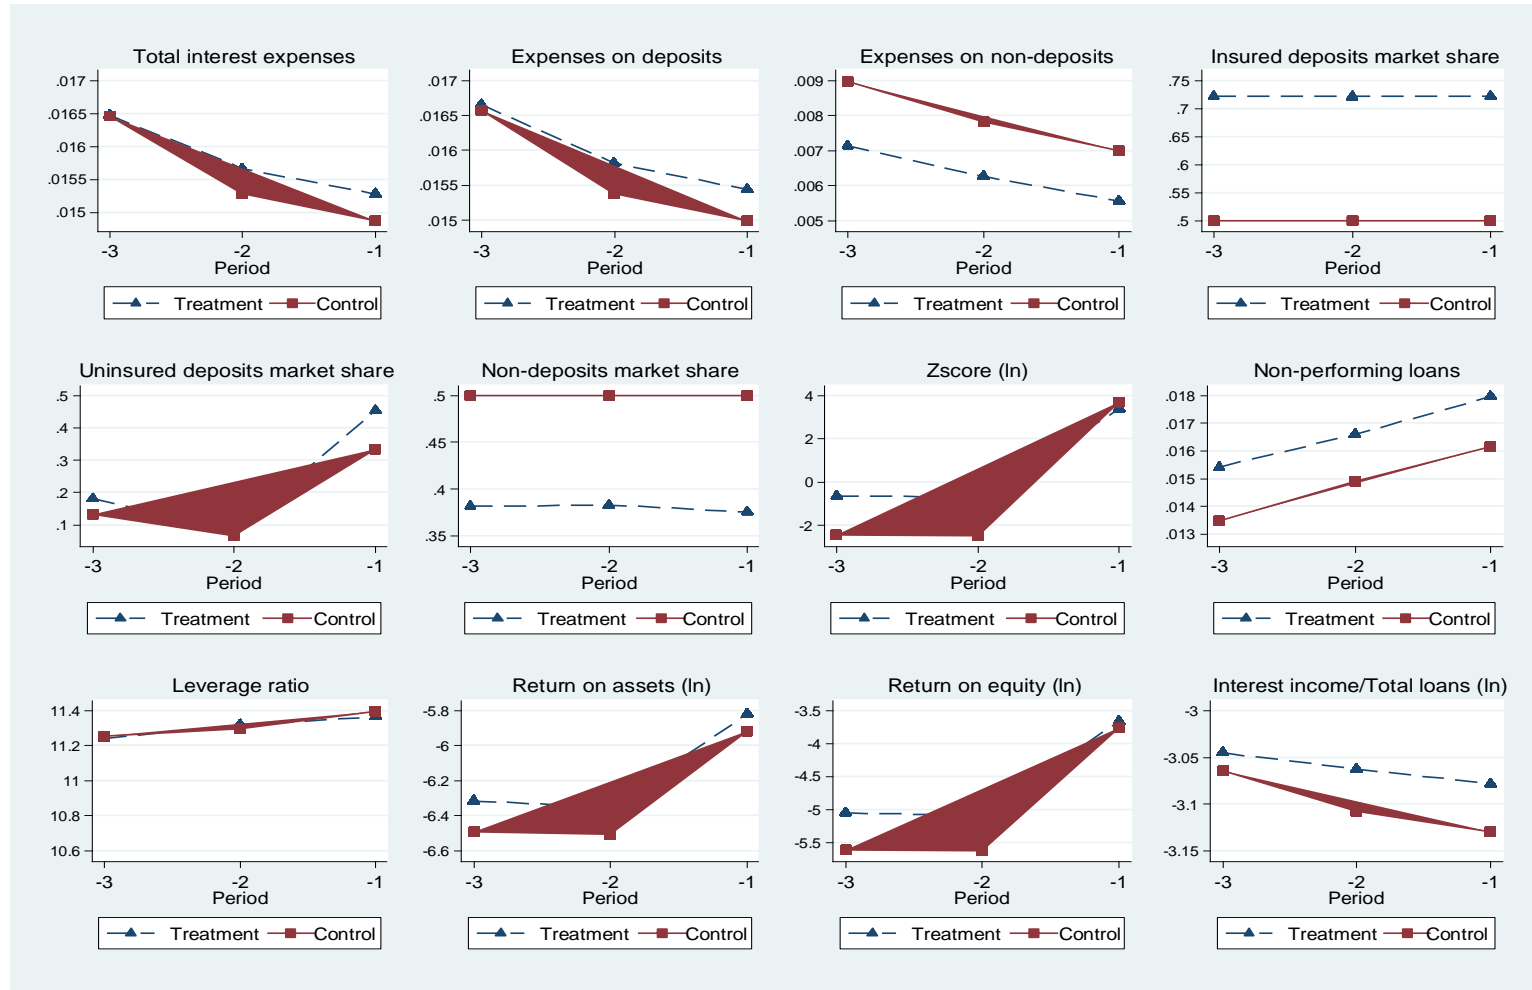 Total interest expenses
.017
.0165
.016
.0155
.015
-3 -2 -1
Period
Treatment Control
Expenses on deposits
.017
.0165
.016
.0155
.015
-3 -2 -1
Period
Treatment Control
Expenses on non-deposits
.009
.008
.007
.006
.005
-3 -2 -1
Period
Treatment Control
Insured deposits market share
.75
.7
.65
.6
.55
.5
-3 -2 -1
Period
Treatment Control
Uninsured deposits market share
.5
.4
.3
.2
.1
-3 -2 -1
Period
Treatment Control
Non-deposits market share
.5
.45
.4
.35
-3 -2 -1
Period
Treatment Control
Zscore (ln)
4
2
0
-2
-3 -2 -1
Period
Treatment Control
Non-performing loans
.018
.017
.016
.015
.014
.013
-3 -2 -1
Period
Treatment Control
Leverage ratio
11.4
11.2
11
10.8
10.6
-3 -2 -1
Period
Treatment Control
Return on assets (ln)
-5.8
-6
-6.2
-6.4
-6.6
-3 -2 -1
Period
Treatment Control
Return on equity (ln)
-3.5
-4
-4.5
-5
-5.5
-3 -2 -1
Period
Treatment Control
Interest income/Total loans (ln)
-3
-3.05
-3.1
-3.15
-3 -2 -1
Period
Treatment Control